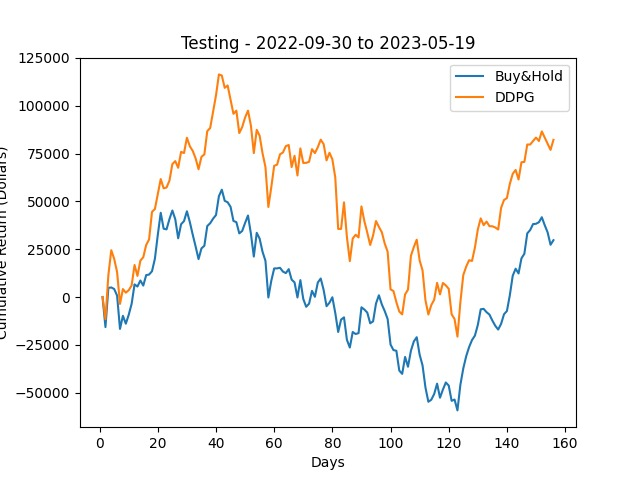 Testing - 2022-09-30 to 2023-05-19
Buy&Hold
DDPG
125000
100000
75000
50000
25000
0
−25000
−50000
Cumulative Return (Dollars)
0 20 40 60 80 100 120 140 160
Days